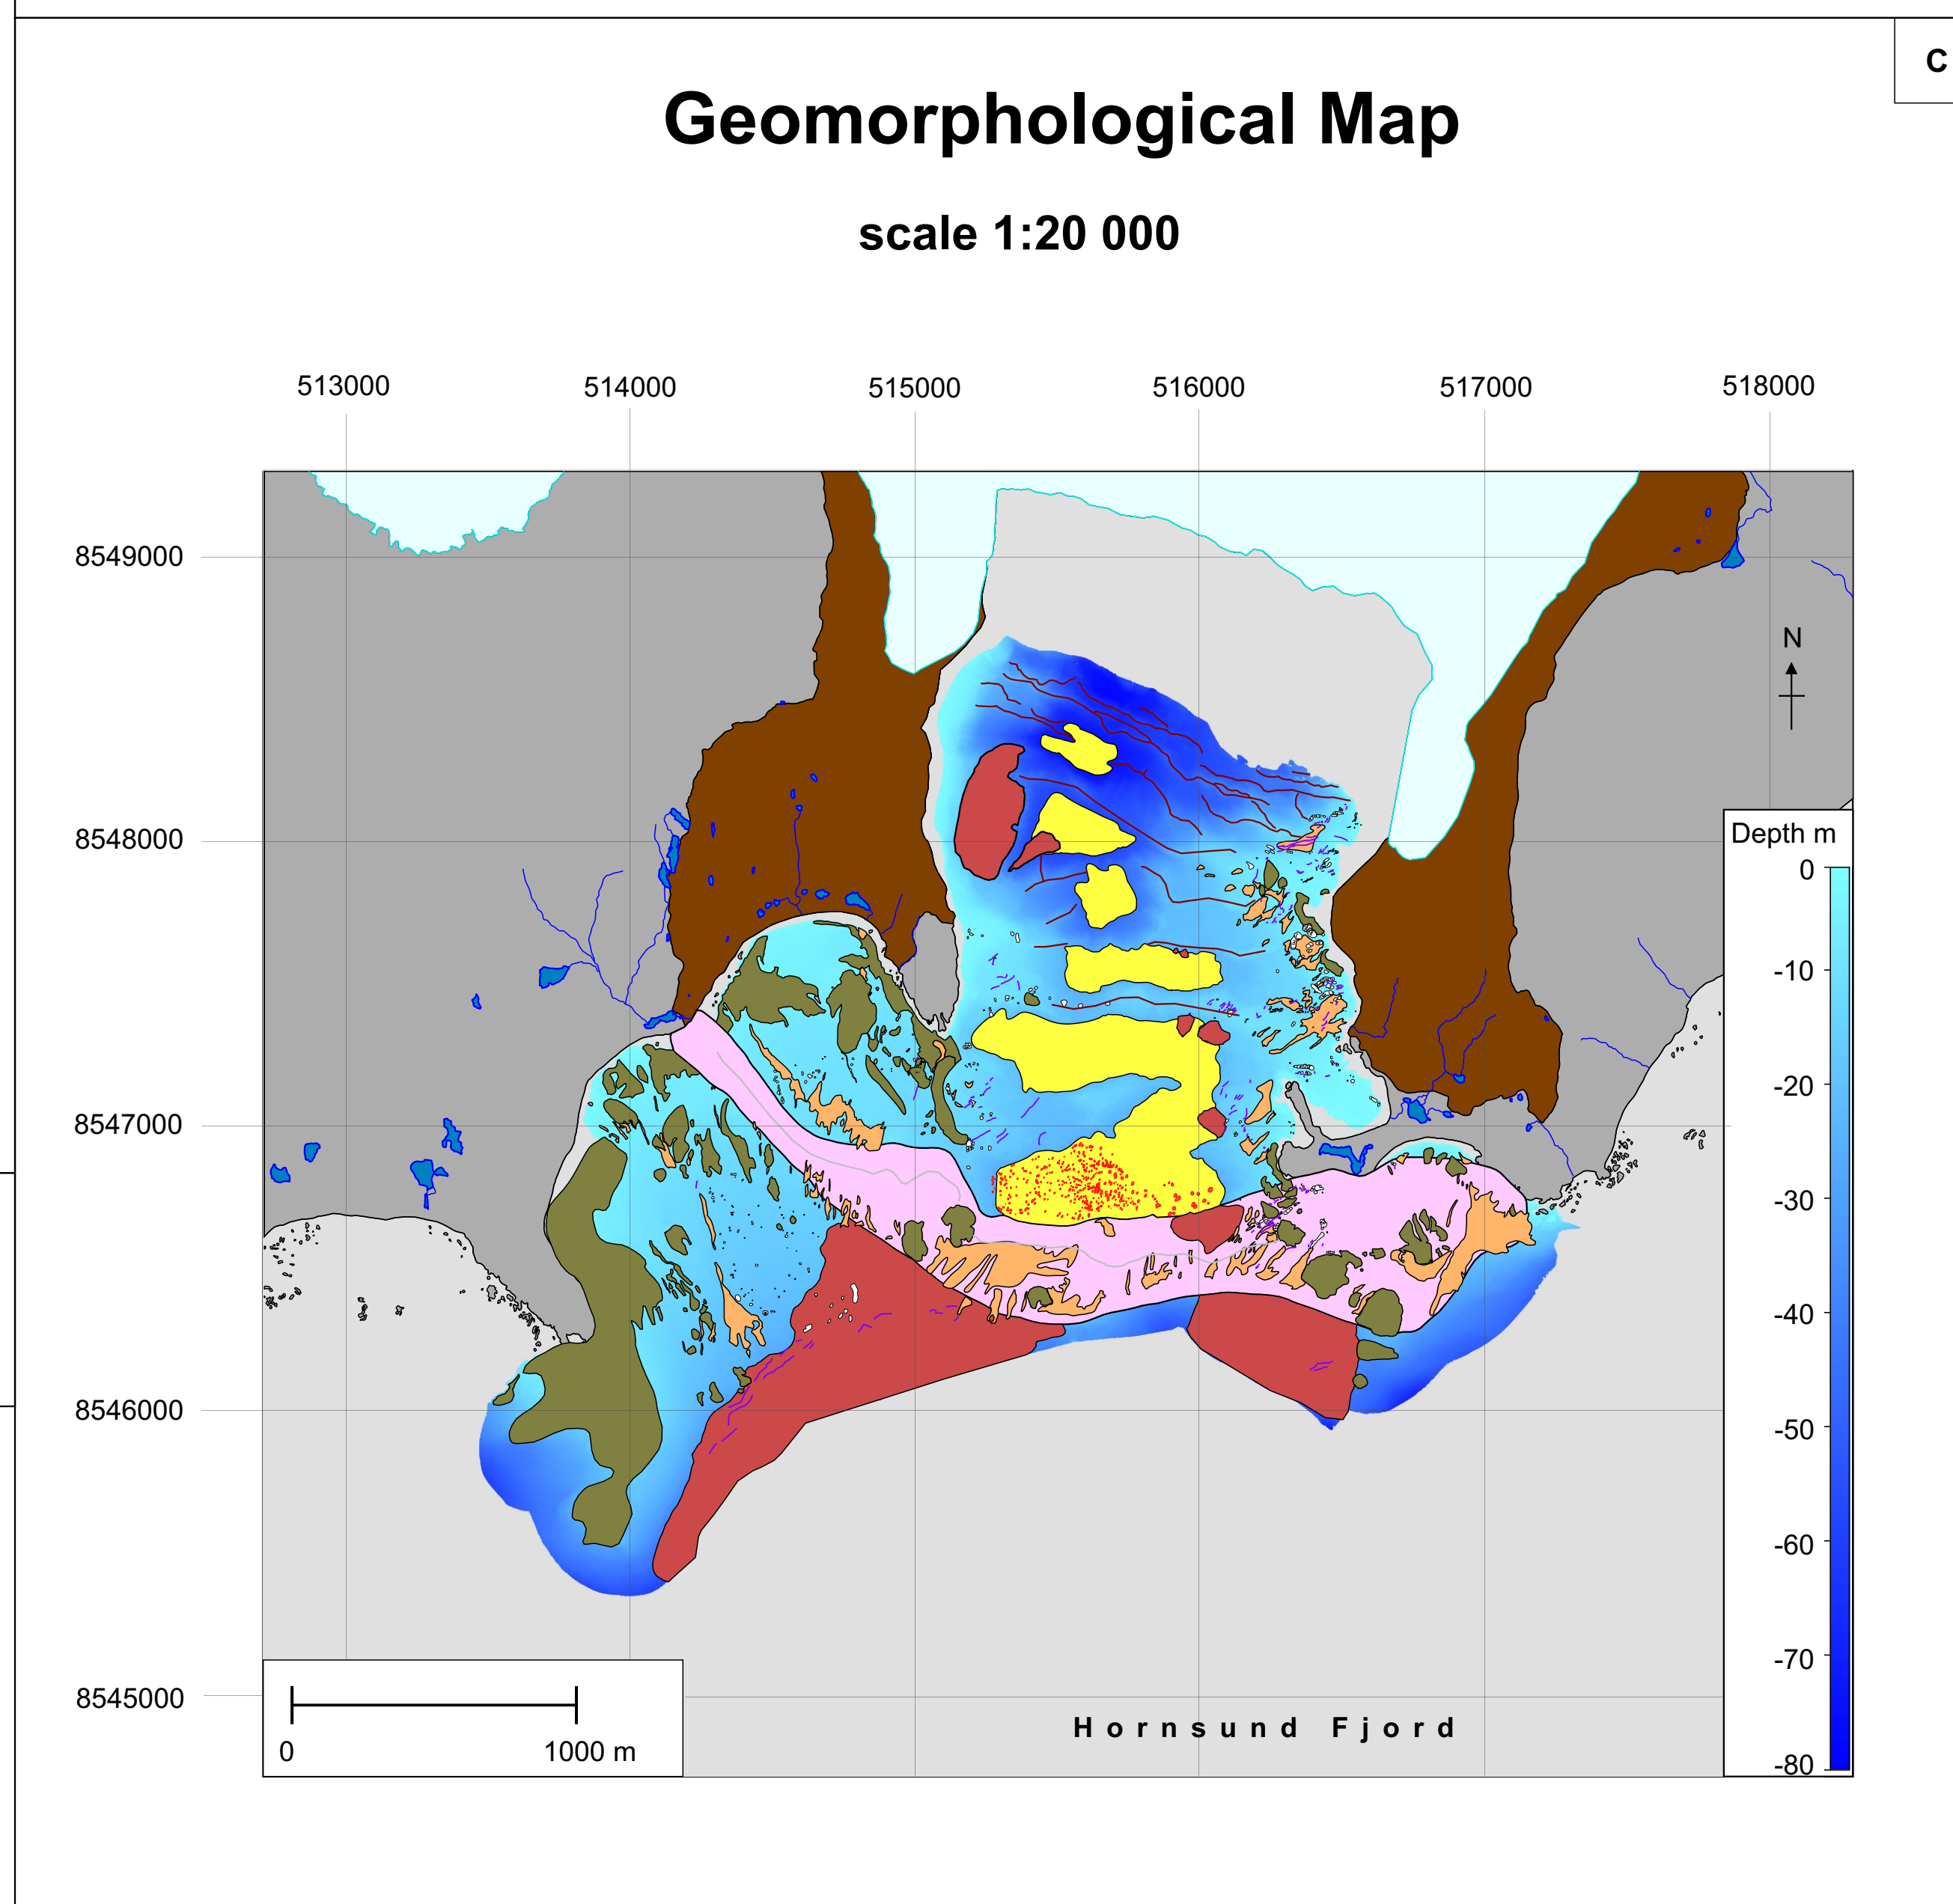 C
Geomorphological Map
scale 1:20 000
513000 514000 515000 516000 517000 518000
8549000
N
Depth m
8548000
0
-10
-20
8547000
-30
-40
8546000
-50
-60
-70
8545000
Hornsund Fjord
0 1000 m
-80